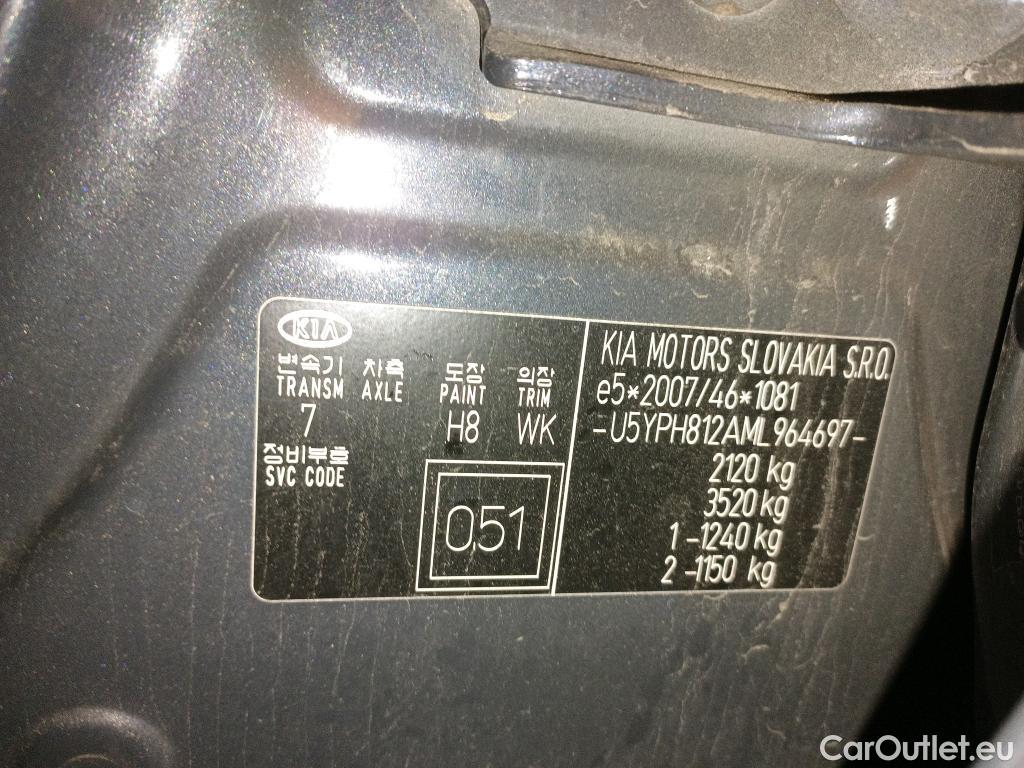 KIA
변속기 차축 도장 의장
TRANSM AXLE PAINT TRIM
7 H8 WK
정비부호
SVC CODE
0,51
KIA MOTORS SLOVAKIA S.R.O.
e5*2007/46*1081
-U5YPH812AML964697-
2120 kg
3520 kg
1 -1240 kg
2 -1150 kg
CarOutlet.eu